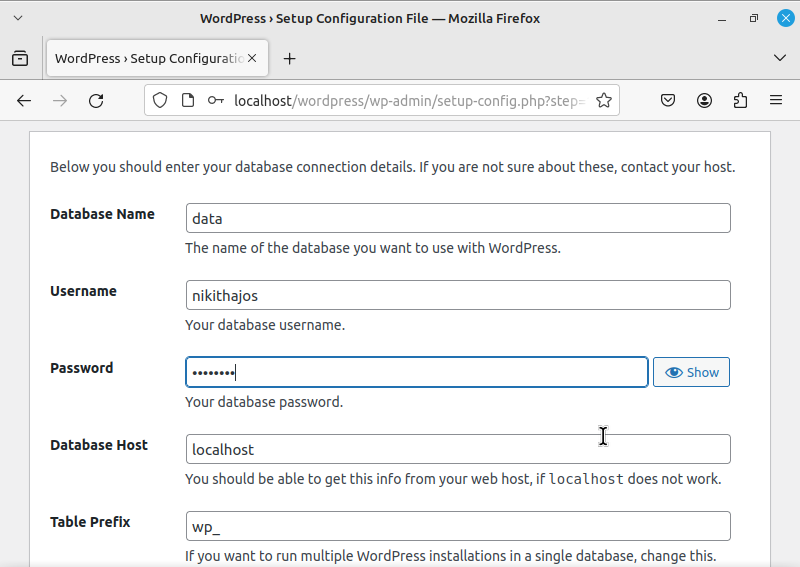 WordPress › Setup Configuration File — Mozilla Firefox
WordPress › Setup Configuratio
localhost/wordpress/wp-admin/setup-config.php?step=
Below you should enter your database connection details. If you are not sure about these, contact your host.
Database Name
data
The name of the database you want to use with WordPress.
Username
nikithajos
Your database username.
Password
••••••••
Show
Your database password.
Database Host
localhost
You should be able to get this info from your web host, if localhost does not work.
Table Prefix
wp_
If you want to run multiple WordPress installations in a single database, change this.